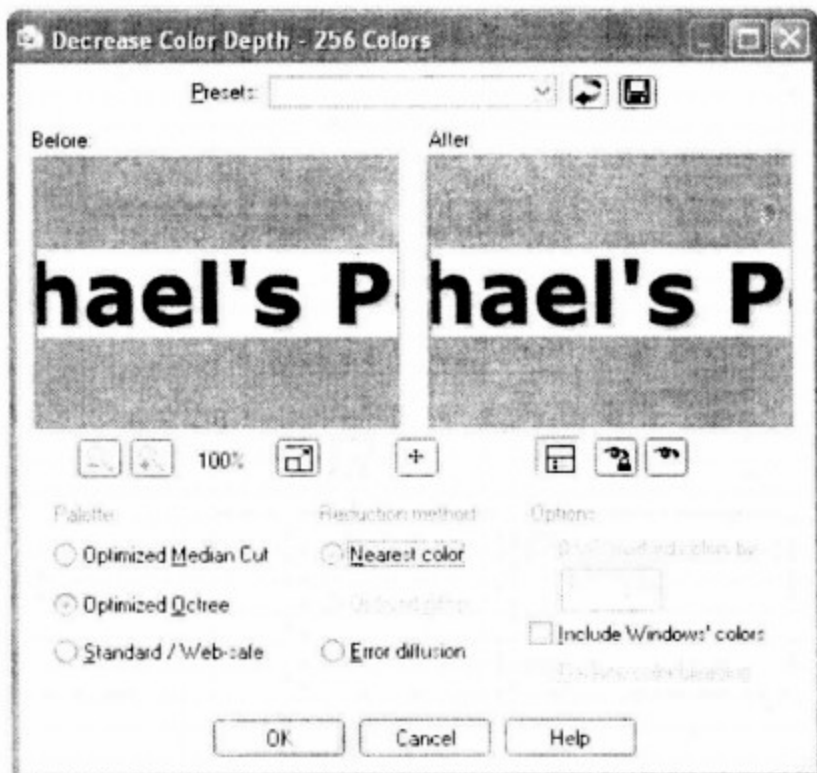 Decrease Color Depth - 256 Colors
Presets:
Before:
After
hael's P
hael's P
100%
Palette
Reduction method
Options
Optimized Median Cut
Nearest color
Optimized Octree
Include Windows' colors
Standard / Web-safe
Error diffusion
OK
Cancel
Help